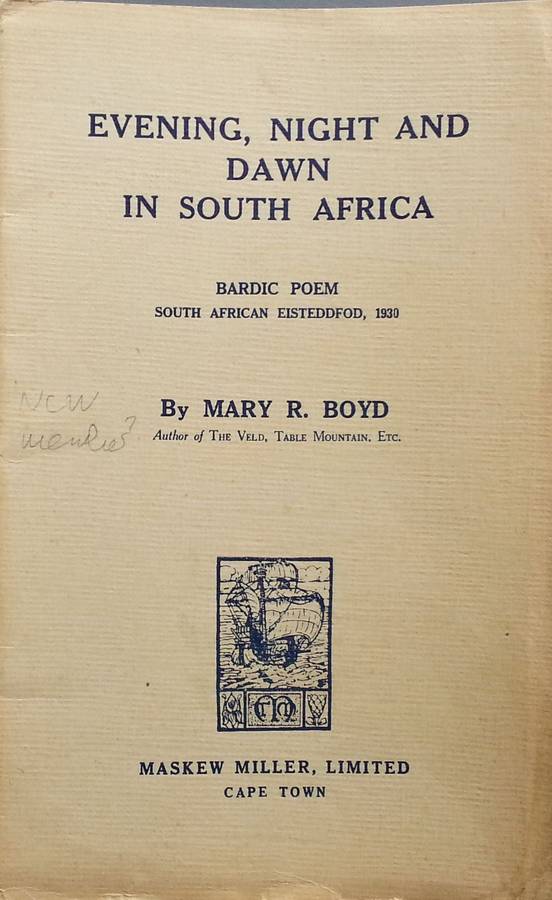 EVENING, NIGHT AND
DAWN
IN SOUTH AFRICA
BARDIC POEM
SOUTH AFRICAN EISTEDDFOD, 1930
New
By MARY R. BOYD
Author of THE VELD, TABLE MOUNTAIN. ETC.
MASKEW MILLER, LIMITED
CAPE TOWN